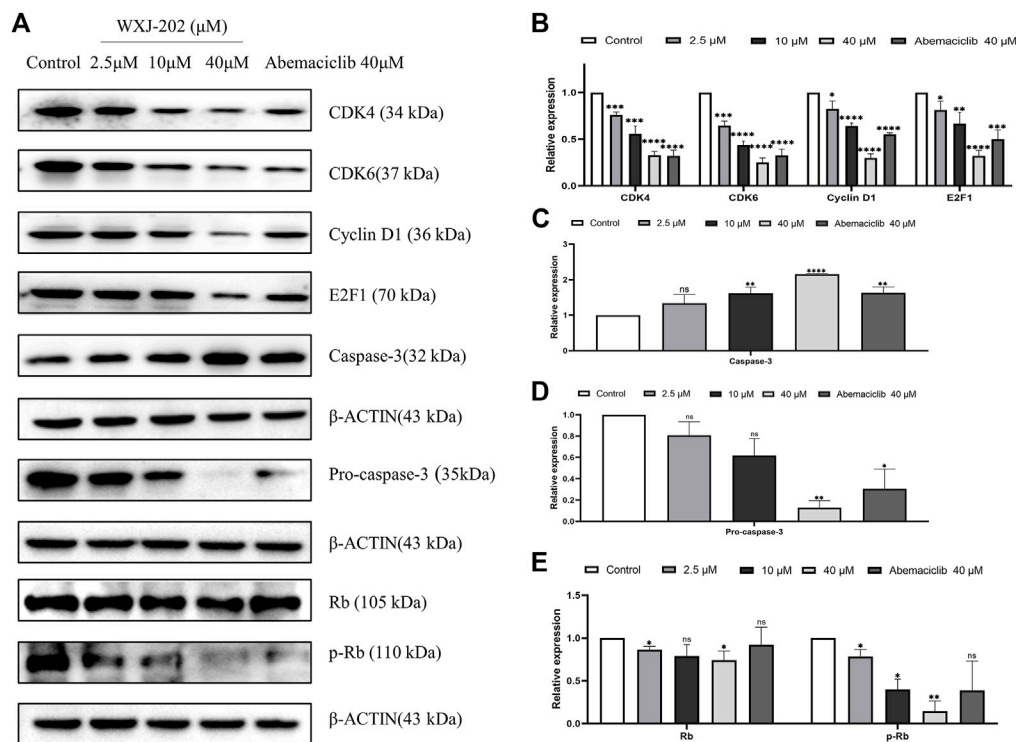 A
WXJ-202 (μM)
Control 2.5μM 10μM 40μM Abemaciclib 40μM
CDK4 (34 kDa)
CDK6(37 kDa)
Cyclin D1 (36 kDa)
E2F1 (70 kDa)
Caspase-3(32 kDa)
β-ACTIN(43 kDa)
Pro-caspase-3 (35kDa)
β-ACTIN(43 kDa)
Rb (105 kDa)
p-Rb (110 kDa)
β-ACTIN(43 kDa)
B
Control 2.5 μM 10 μM 40 μM Abemaciclib 40 μM
Relative expression
1.0
0.5
0.0
*** *** **** ****
*** **** **** ****
* **** **** ****
* ** **** ***
CDK4 CDK6 Cyclin D1 E2F1
C
Control 2.5 μM 10 μM 40 μM Abemaciclib 40 μM
Relative expression
3
2
1
0
ns ** **** **
Caspase-3
D
Control 2.5 μM 10 μM 40 μM Abemaciclib 40 μM
Relative expression
1.0
0.8
0.6
0.4
0.2
0.0
ns ns ** *
Pro-caspase-3
E
Control 2.5 μM 10 μM 40 μM Abemaciclib 40 μM
Relative expression
1.5
1.0
0.5
0.0
* ns * ns
* * ** ns
Rb p-Rb